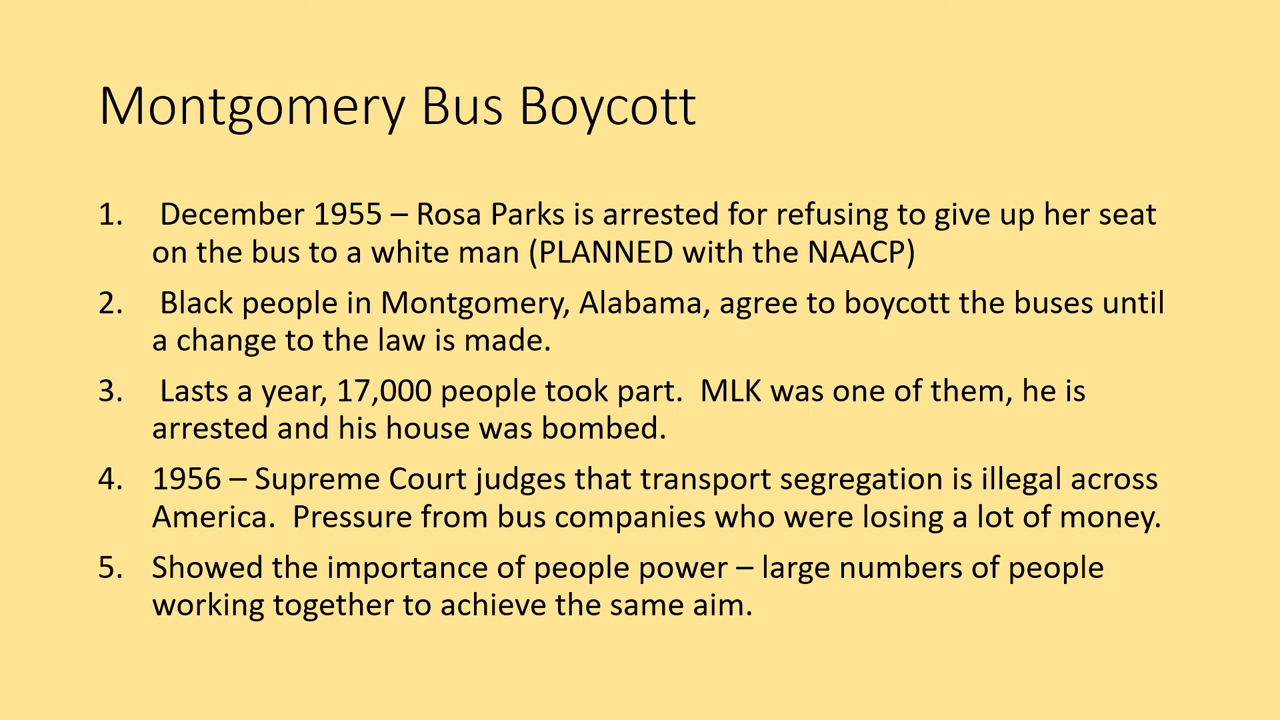 Montgomery Bus Boycott
1. December 1955 – Rosa Parks is arrested for refusing to give up her seat
on the bus to a white man (PLANNED with the NAACP)
2. Black people in Montgomery, Alabama, agree to boycott the buses until
a change to the law is made.
3. Lasts a year, 17,000 people took part.  MLK was one of them, he is
arrested and his house was bombed.
4. 1956 – Supreme Court judges that transport segregation is illegal across
America.  Pressure from bus companies who were losing a lot of money.
5. Showed the importance of people power – large numbers of people
working together to achieve the same aim.